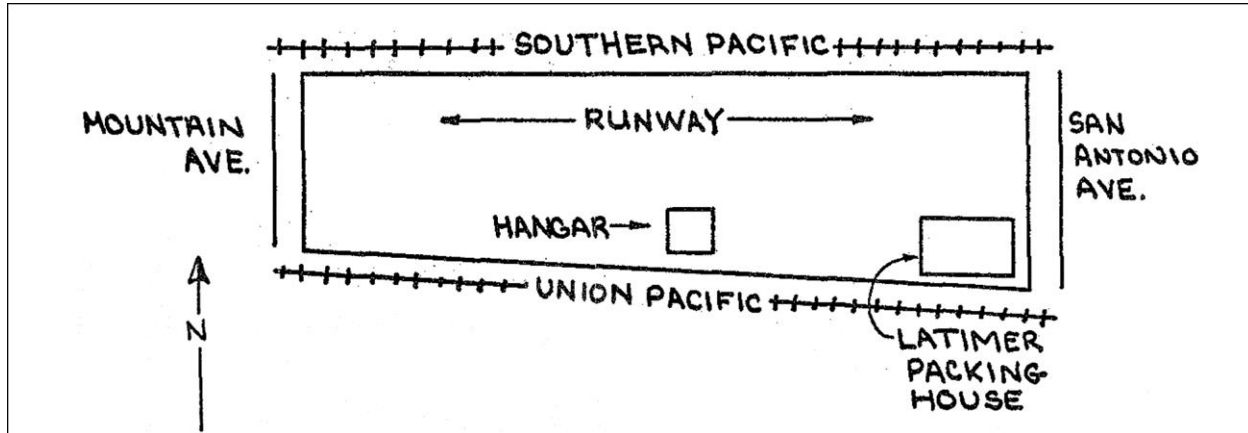 SOUTHERN PACIFIC
MOUNTAIN
AVE.
RUNWAY
SAN
ANTONIO
AVE.
HANGAR
UNION PACIFIC
N
LATIMER
PACKING-
HOUSE